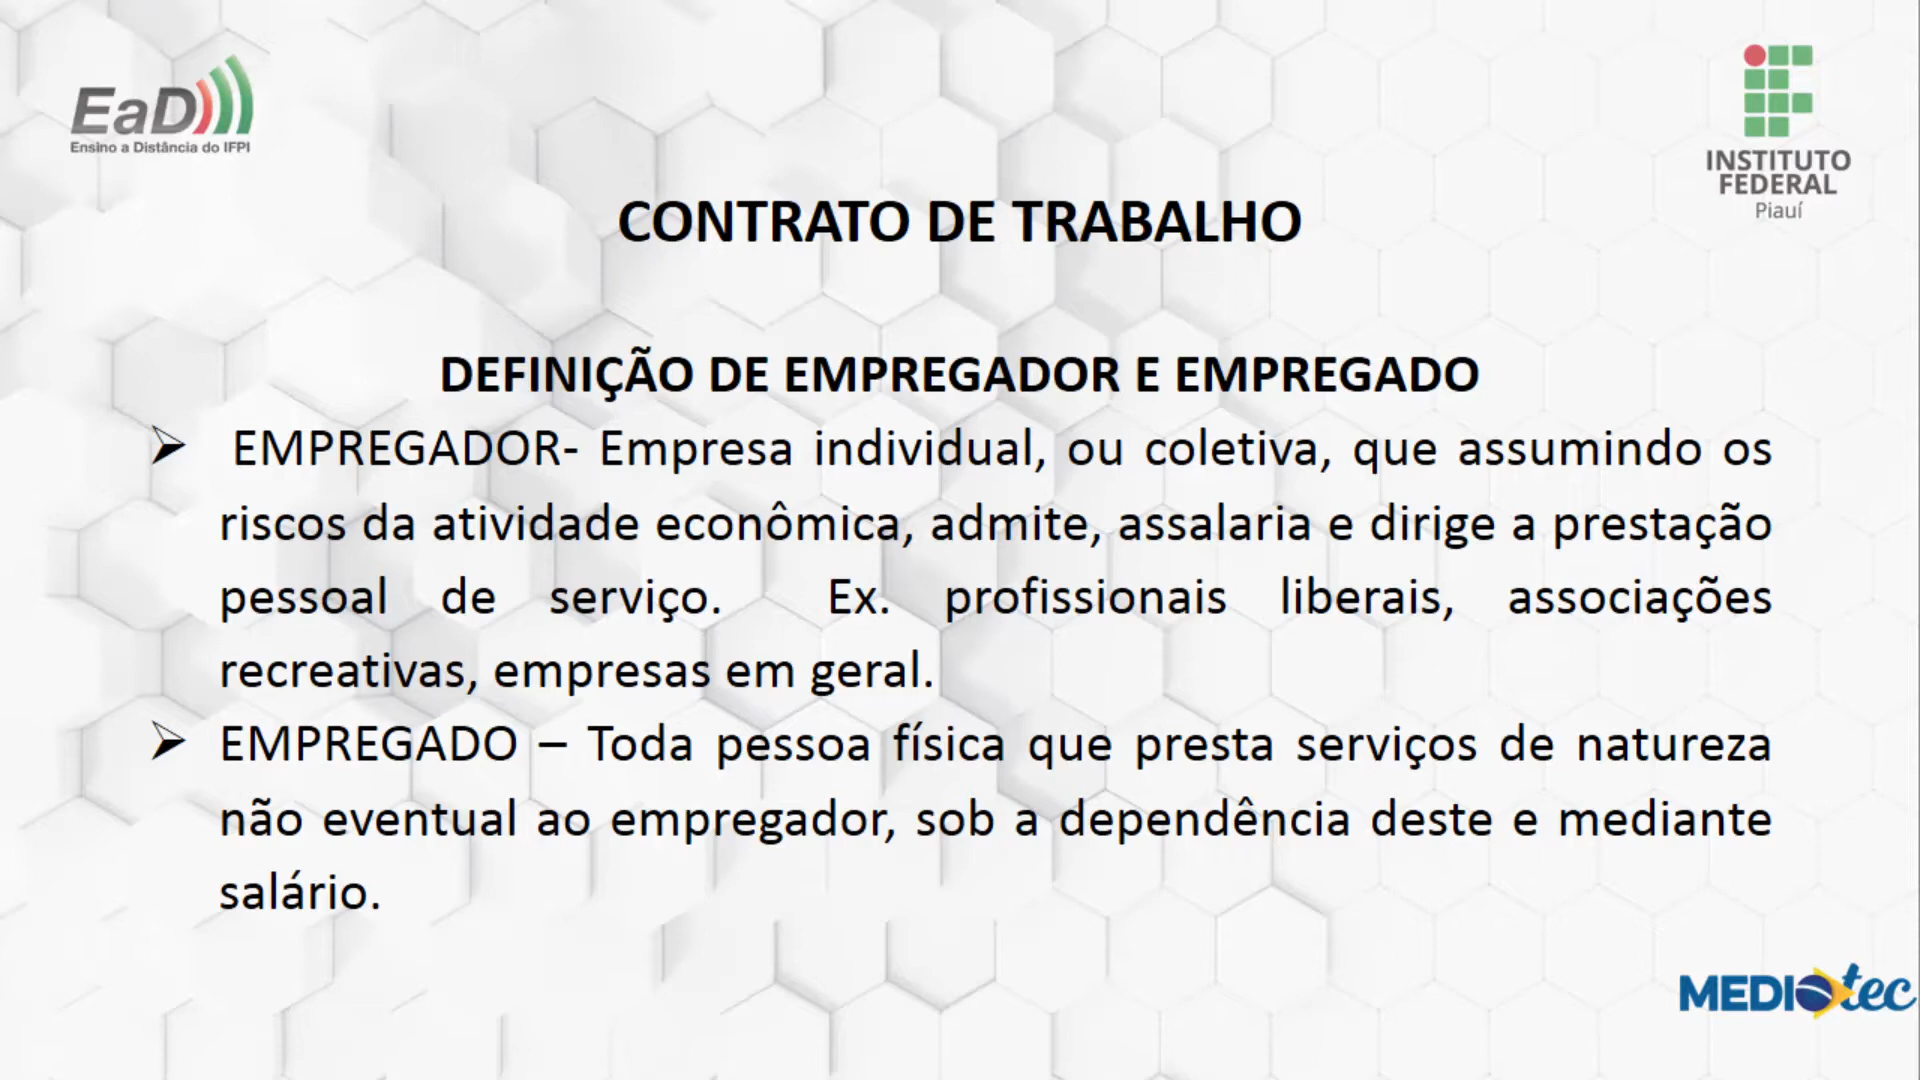 EaD
Ensino a Distância do IFPI
INSTITUTO
FEDERAL
Piauí
CONTRATO DE TRABALHO
DEFINIÇÃO DE EMPREGADOR E EMPREGADO
➢ EMPREGADOR- Empresa individual, ou coletiva, que assumindo os
riscos da atividade econômica, admite, assalaria e dirige a prestação
pessoal de serviço. Ex. profissionais liberais, associações
recreativas, empresas em geral.
➢ EMPREGADO – Toda pessoa física que presta serviços de natureza
não eventual ao empregador, sob a dependência deste e mediante
salário.
MEDIOtec